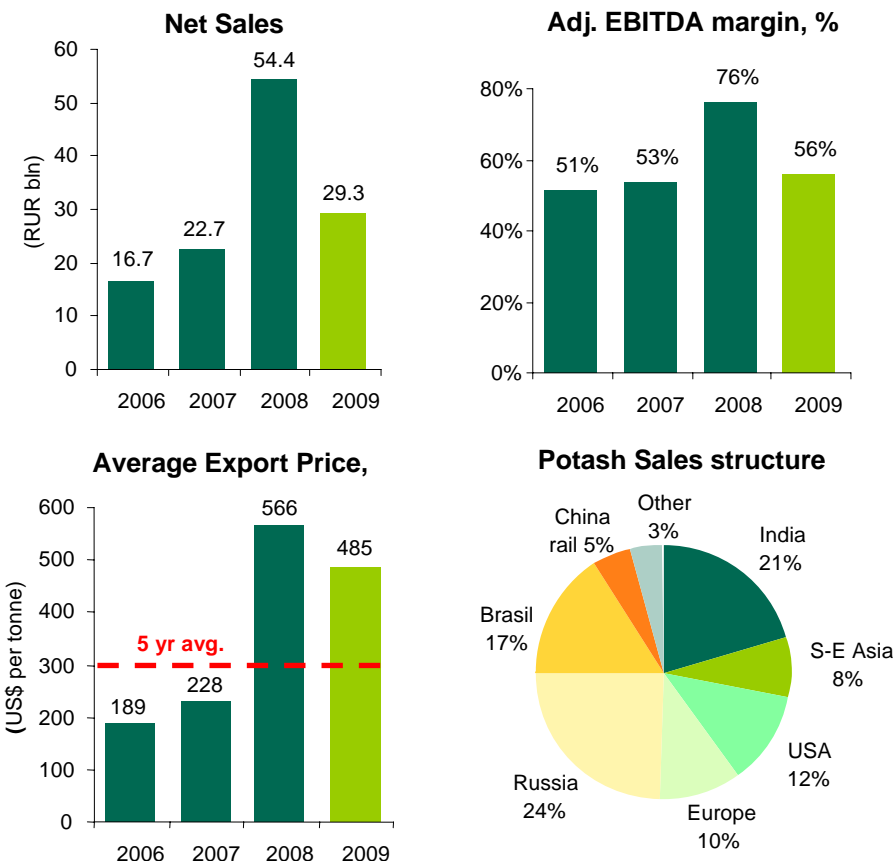 Net Sales
60
50
40
30
20
10
0
(RUR bln)
16.7
22.7
54.4
29.3
2006 2007 2008 2009
Adj. EBITDA margin, %
80%
60%
40%
20%
0%
51%
53%
76%
56%
2006 2007 2008 2009
Average Export Price,
600
500
400
300
200
100
0
(US$ per tonne)
5 yr avg.
189
228
566
485
2006 2007 2008 2009
Potash Sales structure
India
21%
S-E Asia
8%
USA
12%
Europe
10%
Russia
24%
Brasil
17%
China
rail 5%
Other
3%